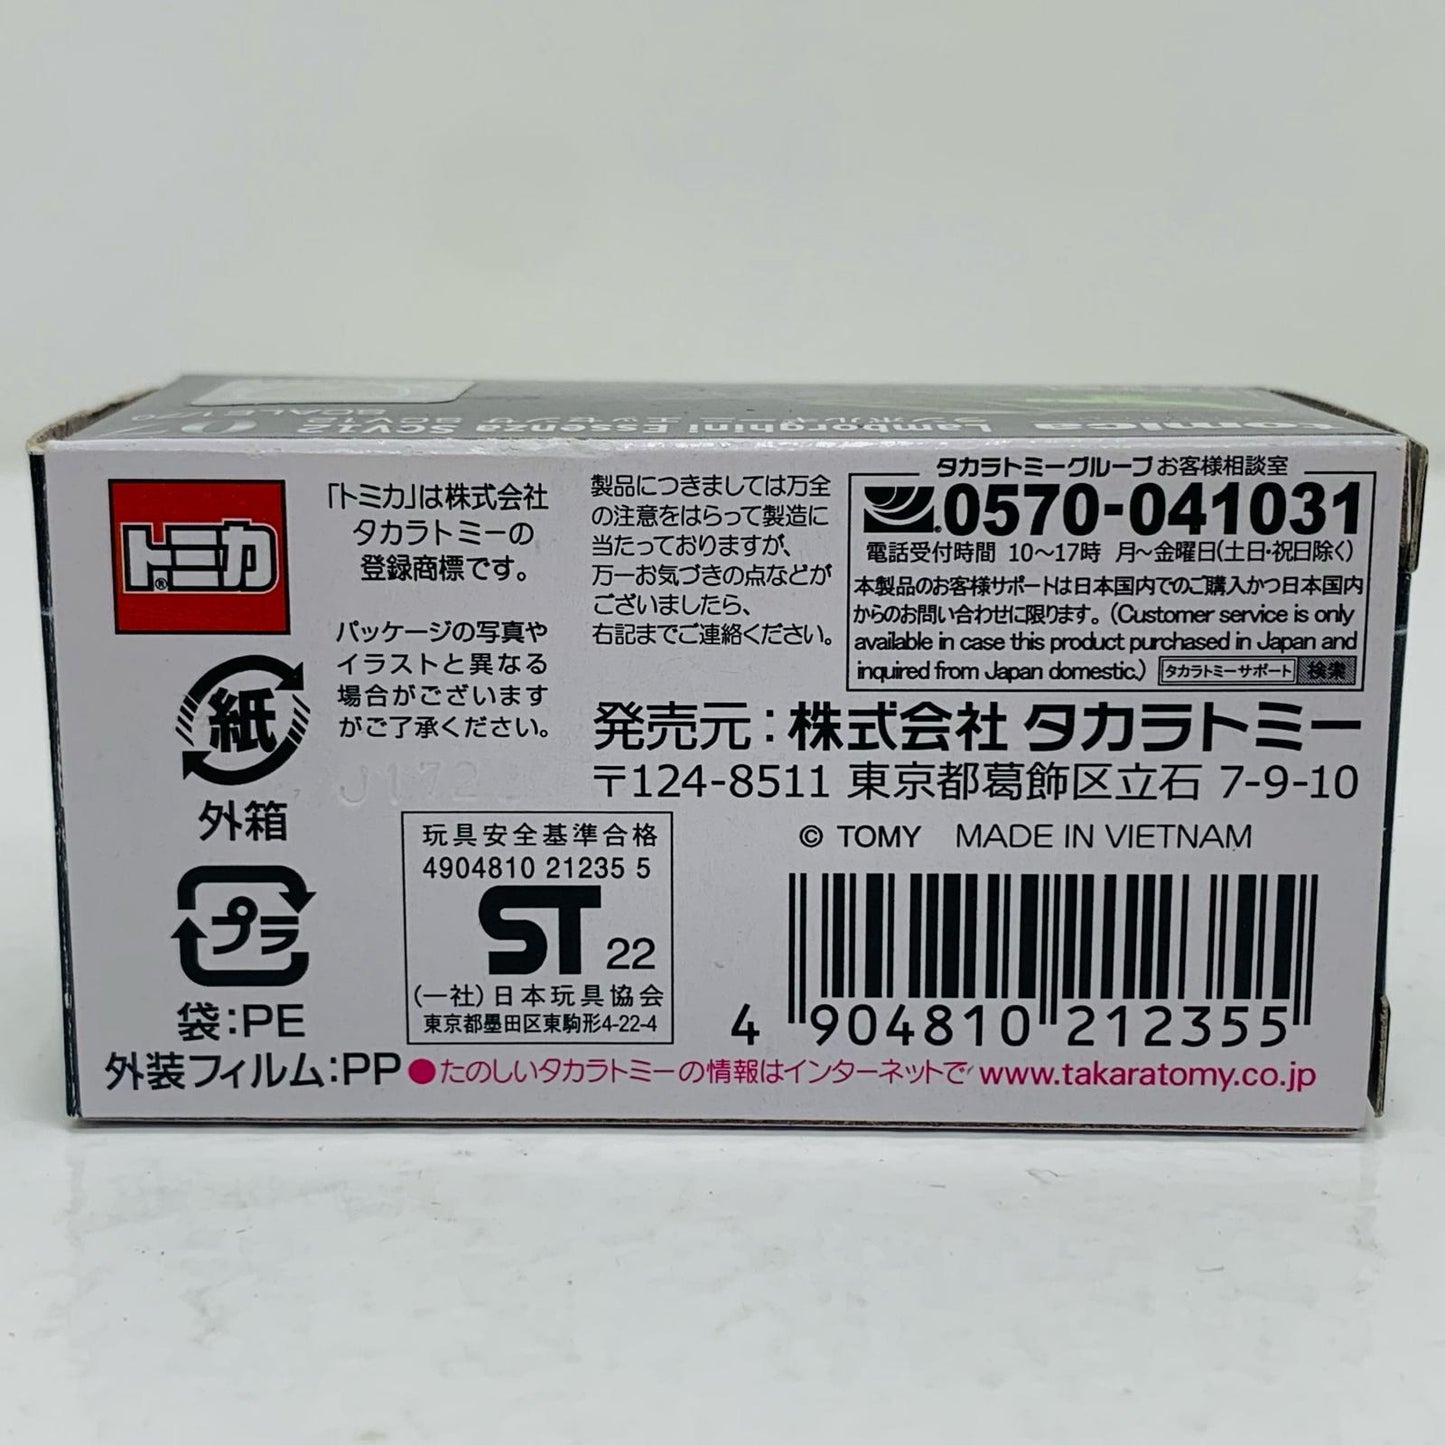 tomica
Lamborghini Essenza SCV12
ランボルギーニ エッセンツァ SCV12
SCALE 1/70
トミカ®
「トミカ」は株式会社
タカラトミーの
登録商標です。
パッケージの写真や
イラストと異なる
場合がございます
がご了承ください。
製品につきましては万全
の注意をはらって製造に
当たっておりますが、
万一お気づきの点などが
ございましたら、
右記までご連絡ください。
タカラトミーグループお客様相談室
0570-041031
電話受付時間 10〜17時 月〜金曜日(土日・祝日除く)
本製品のお客様サポートは日本国内でのご購入かつ日本国内
からのお問い合わせに限ります。(Customer service is only
available in case this product purchased in Japan and
inquired from Japan domestic.) タカラトミーサポート 検索
発売元:株式会社 タカラトミー
〒124-8511 東京都葛飾区立石 7-9-10
© TOMY MADE IN VIETNAM
紙
外箱
プラ
袋:PE
外装フィルム:PP
玩具安全基準合格
4904810 21235 5
ST 22
(一社)日本玩具協会
東京都墨田区東駒形4-22-4
4 904810 212355
●たのしいタカラトミーの情報はインターネットで www.takaratomy.co.jp